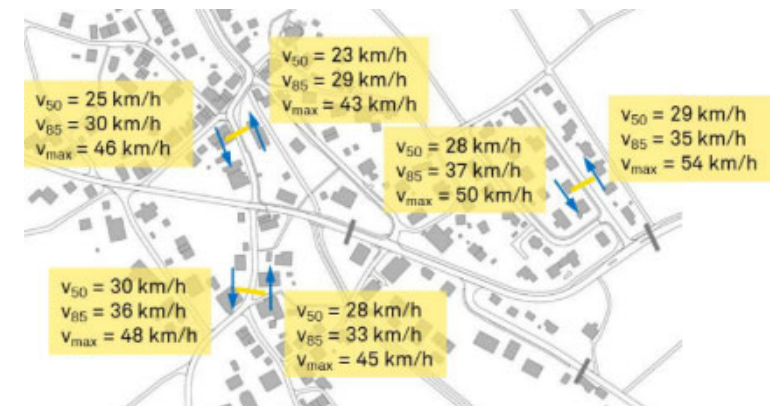 v50 = 23 km/h
v85 = 29 km/h
vmax = 43 km/h
v50 = 25 km/h
v85 = 30 km/h
vmax = 46 km/h
v50 = 28 km/h
v85 = 37 km/h
vmax = 50 km/h
v50 = 29 km/h
v85 = 35 km/h
vmax = 54 km/h
v50 = 30 km/h
v85 = 36 km/h
vmax = 48 km/h
v50 = 28 km/h
v85 = 33 km/h
vmax = 45 km/h